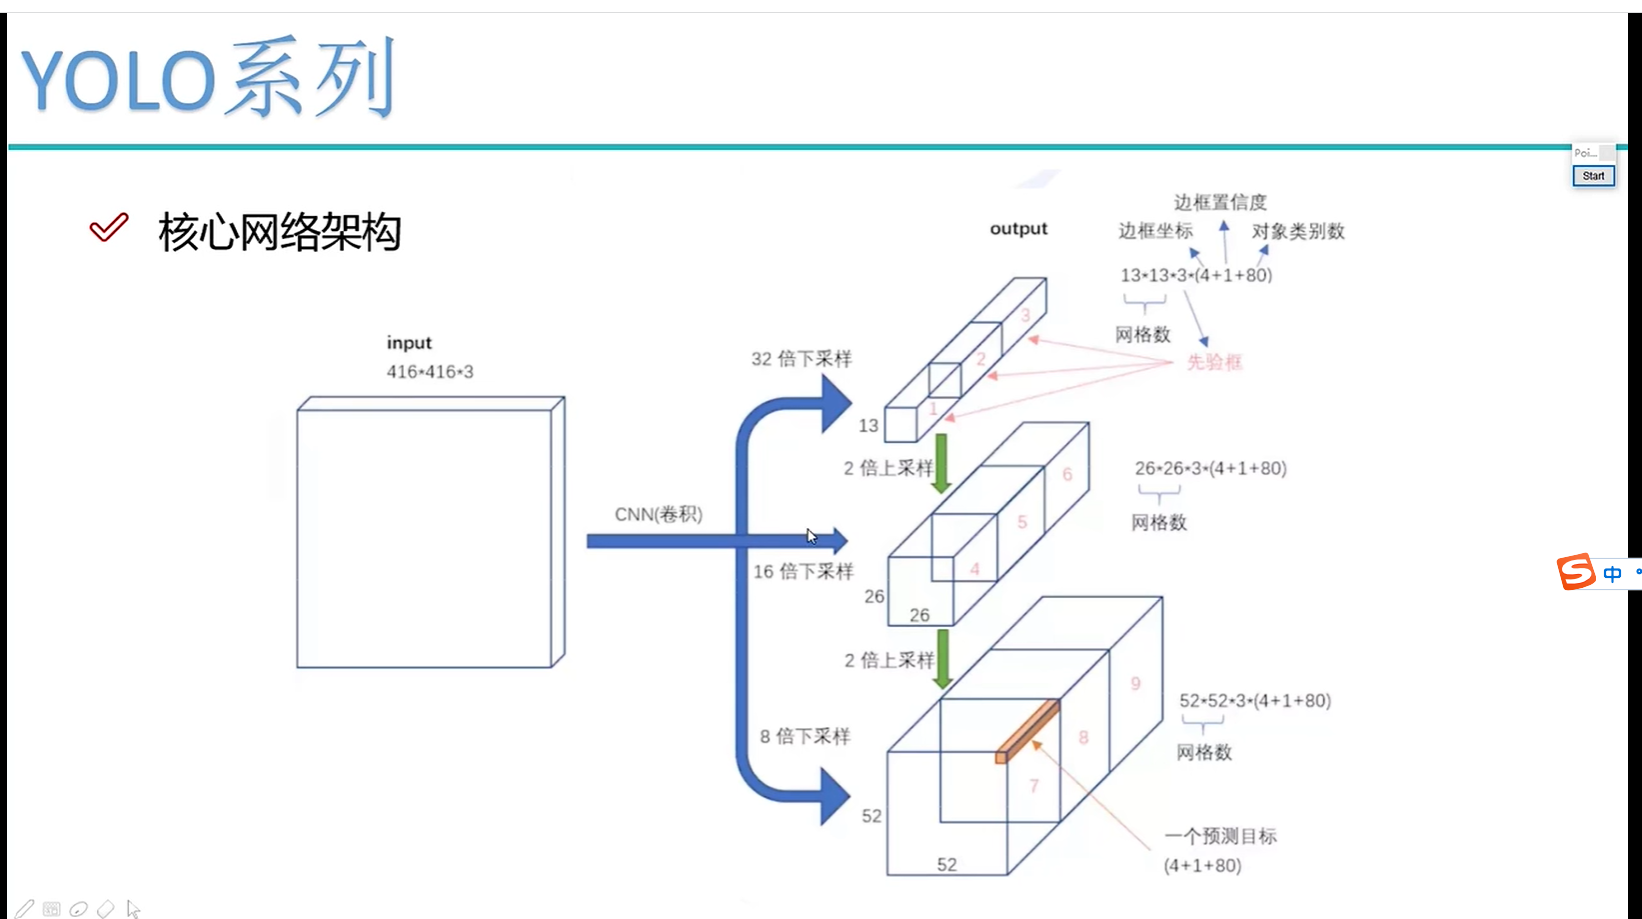 YOLO系列
Poi...
Start
核心网络架构
边框置信度
output
边框坐标
对象类别数
13*13*3*(4+1+80)
3
网格数
input
32 倍下采样
2
先验框
416*416*3
1
13
2 倍上采样
6
26*26*3*(4+1+80)
CNN(卷积)
5
网格数
16 倍下采样
4
中
26
26
2 倍上采样
9
52*52*3*(4+1+80)
8 倍下采样
8
网格数
7
52
一个预测目标
52
(4+1+80)